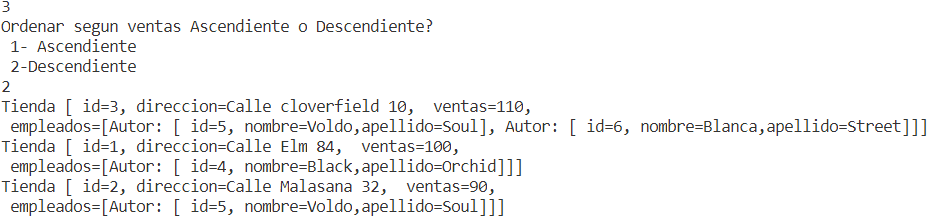 3
Ordenar segun ventas Ascendiente o Descendiente?
 1- Ascendiente
 2-Descendiente
2
Tienda [ id=3, direccion=Calle cloverfield 10,  ventas=110,
 empleados=[Autor: [ id=5, nombre=Voldo,apellido=Soul], Autor: [ id=6, nombre=Blanca,apellido=Street]]]
Tienda [ id=1, direccion=Calle Elm 84,  ventas=100,
 empleados=[Autor: [ id=4, nombre=Black,apellido=Orchid]]]
Tienda [ id=2, direccion=Calle Malasana 32,  ventas=90,
 empleados=[Autor: [ id=5, nombre=Voldo,apellido=Soul]]]